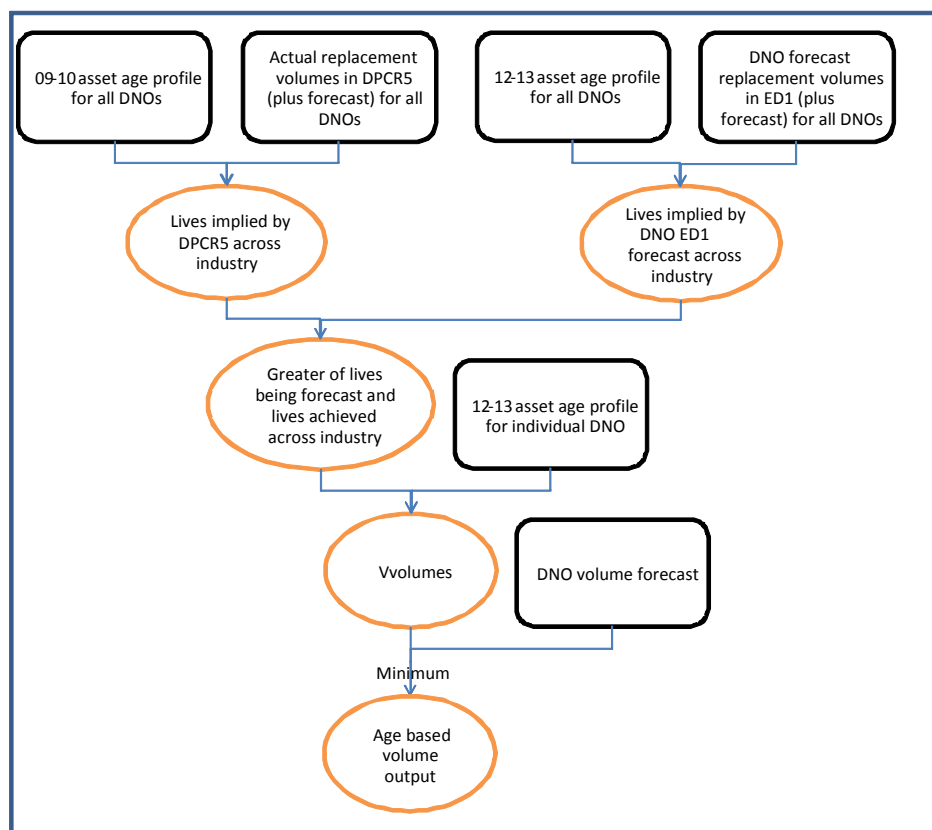 09-10 asset age profile
for all DNOs
Actual replacement
volumes in DPCR5
(plus forecast) for all
DNOs
12-13 asset age profile
for all DNOs
DNO forecast
replacement volumes
in ED1 (plus
forecast) for all DNOs
Lives implied by
DPCR5 across
industry
Lives implied by
DNO ED1
forecast across
industry
Greater of lives
being forecast and
lives achieved
across industry
12-13 asset age profile
for individual DNO
Vvolumes
DNO volume forecast
Minimum
Age based
volume
output